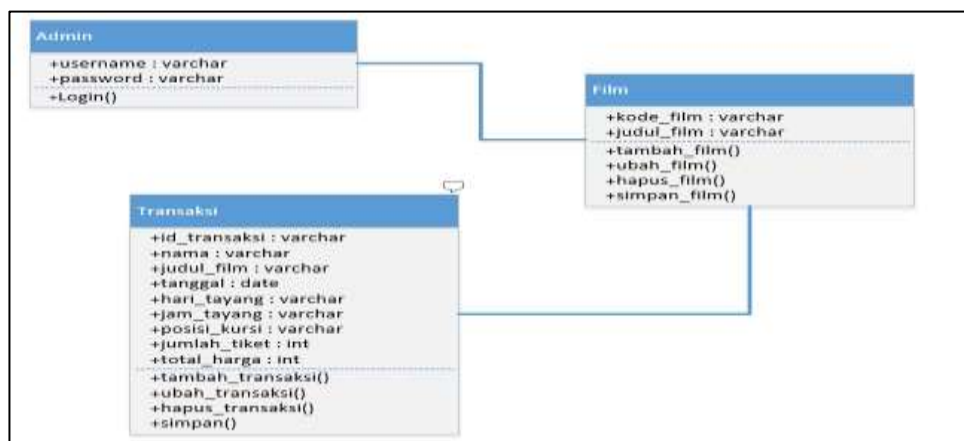 Admin
+username : varchar
+password : varchar
+Login()
Film
+kode_film : varchar
+judul_film : varchar
+tambah_film()
+ubah_film()
+hapus_film()
+simpan_film()
Transaksi
+id_transaksi : varchar
+nama : varchar
+judul_film : varchar
+tanggal : date
+hari_tayang : varchar
+jam_tayang : varchar
+posisi_kursi : varchar
+jumlah_tiket : int
+total_harga : int
+tambah_transaksi()
+ubah_transaksi()
+hapus_transaksi()
+simpan()